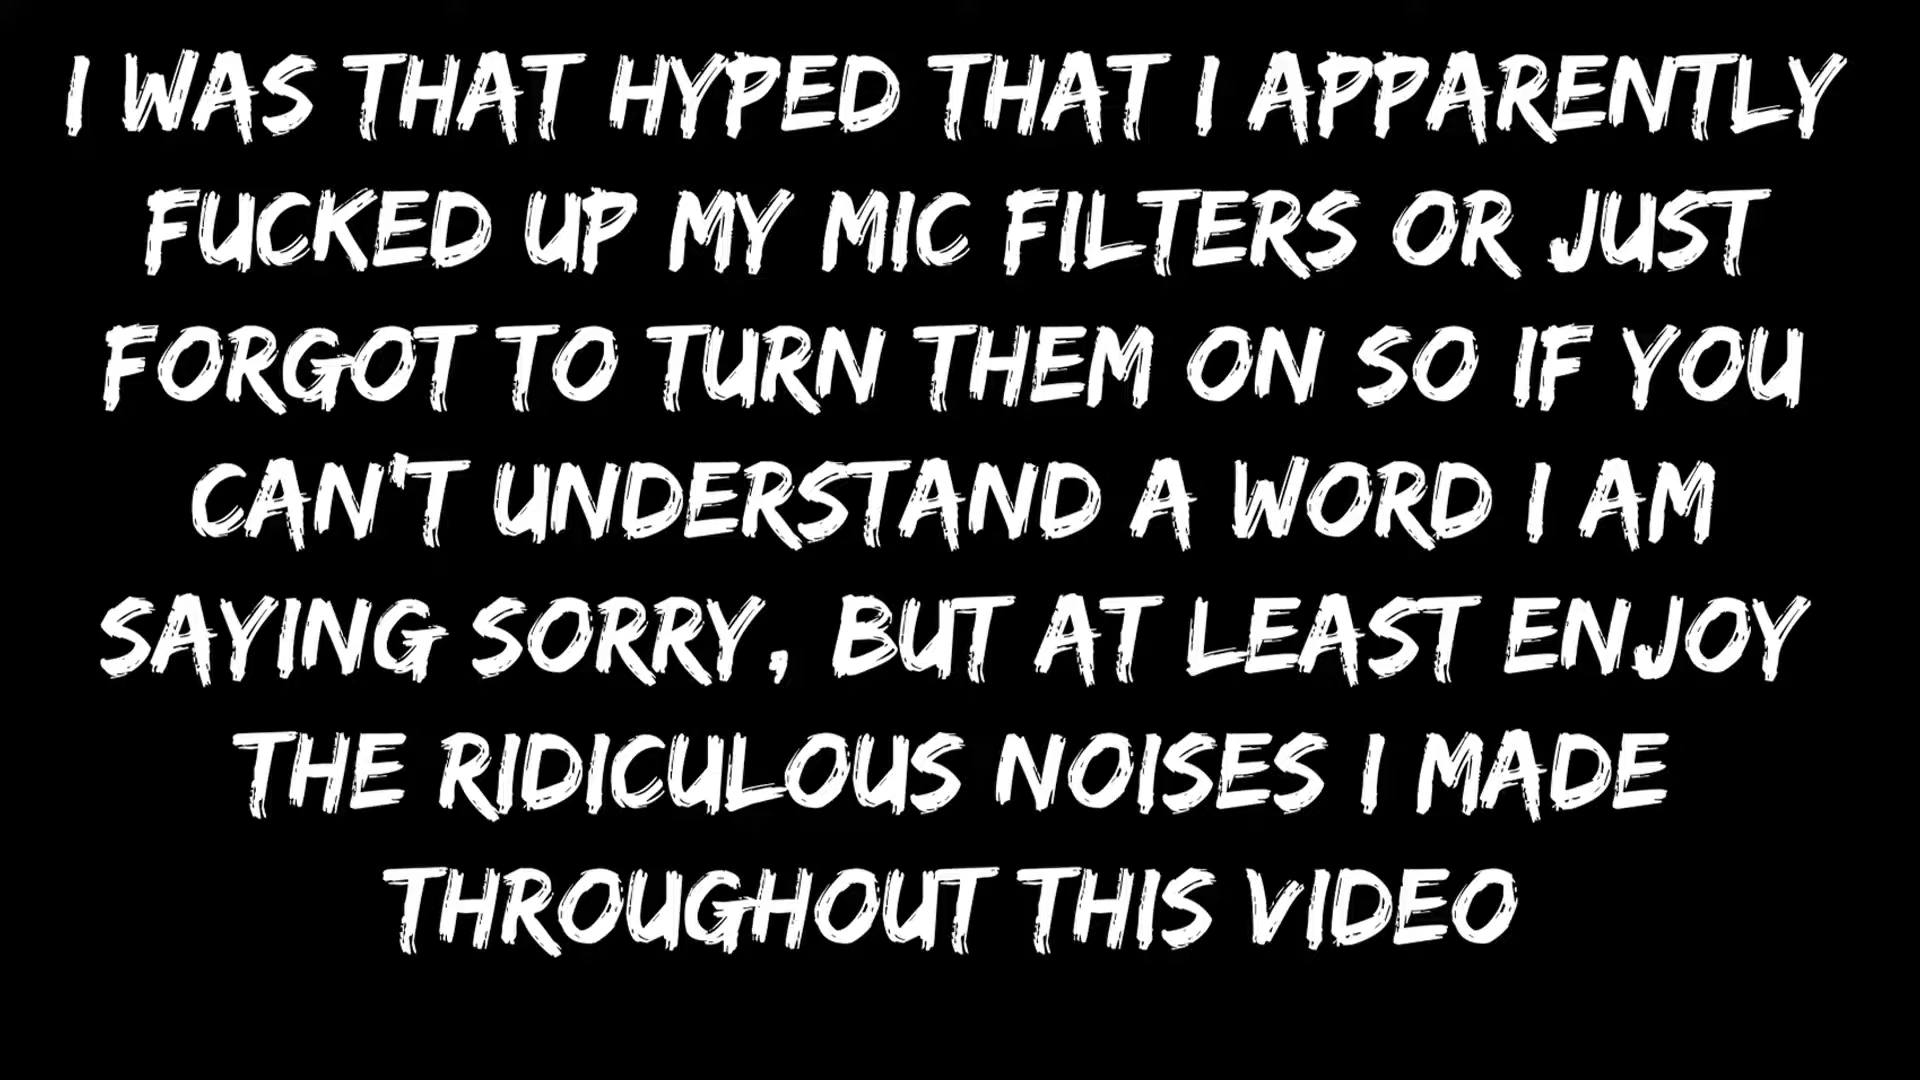 I WAS THAT HYPED THAT I APPARENTLY
FUCKED UP MY MIC FILTERS OR JUST
FORGOT TO TURN THEM ON SO IF YOU
CAN'T UNDERSTAND A WORD I AM
SAYING SORRY, BUT AT LEAST ENJOY
THE RIDICULOUS NOISES I MADE
THROUGHOUT THIS VIDEO